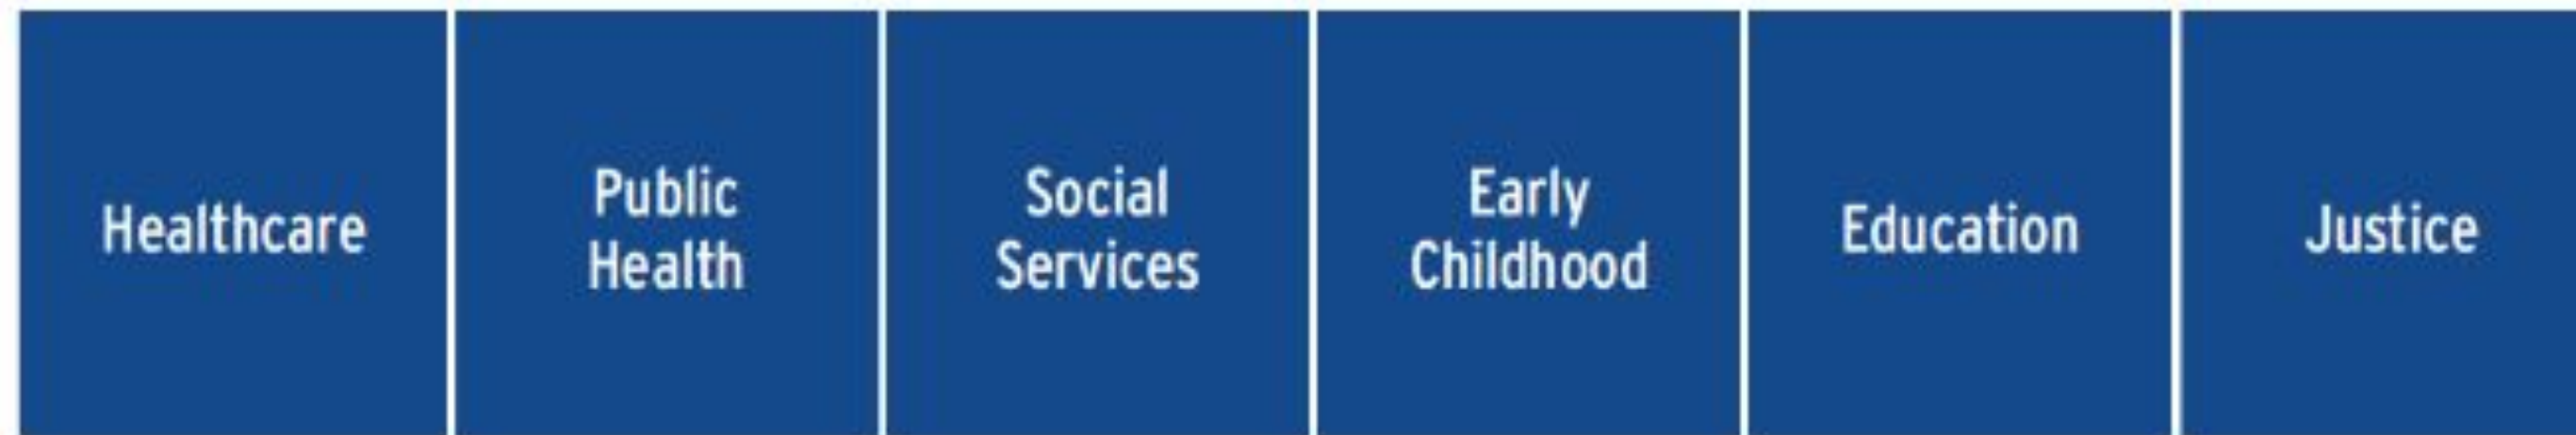 Healthcare
Public
Health
Social
Services
Early
Childhood
Education
Justice